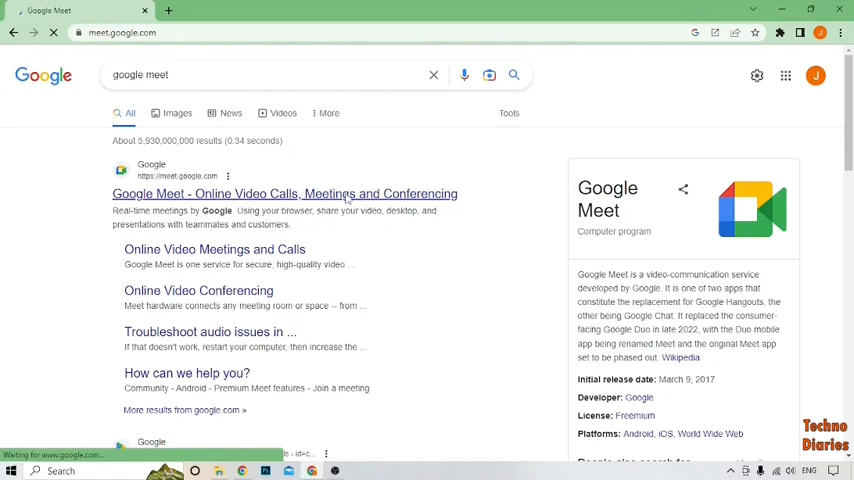 Google Meet
meet.google.com
J
Google
google meet
J
All
Images
News
Videos
More
Tools
About 5,930,000,000 results (0.34 seconds)
Google
https://meet.google.com
Google Meet - Online Video Calls, Meetings and Conferencing
Real-time meetings by Google. Using your browser, share your video, desktop, and
presentations with teammates and customers.
Online Video Meetings and Calls
Google Meet is one service for secure, high-quality video ...
Online Video Conferencing
Meet hardware connects any meeting room or space -- from ...
Troubleshoot audio issues in ...
If that doesn't work, restart your computer, then increase the ...
How can we help you?
Community - Android - Premium Meet features - Join a meeting
More results from google.com »
Google
Google
Meet
Computer program
Google Meet is a video-communication service
developed by Google. It is one of two apps that
constitute the replacement for Google Hangouts, the
other being Google Chat. It replaced the consumer-
facing Google Duo in late 2022, with the Duo mobile
app being renamed Meet and the original Meet app
set to be phased out. Wikipedia
Initial release date: March 9, 2017
Developer: Google
License: Freemium
Platforms: Android, iOS, World Wide Web
Techno
Diaries
Waiting for www.google.com...
Search
ENG